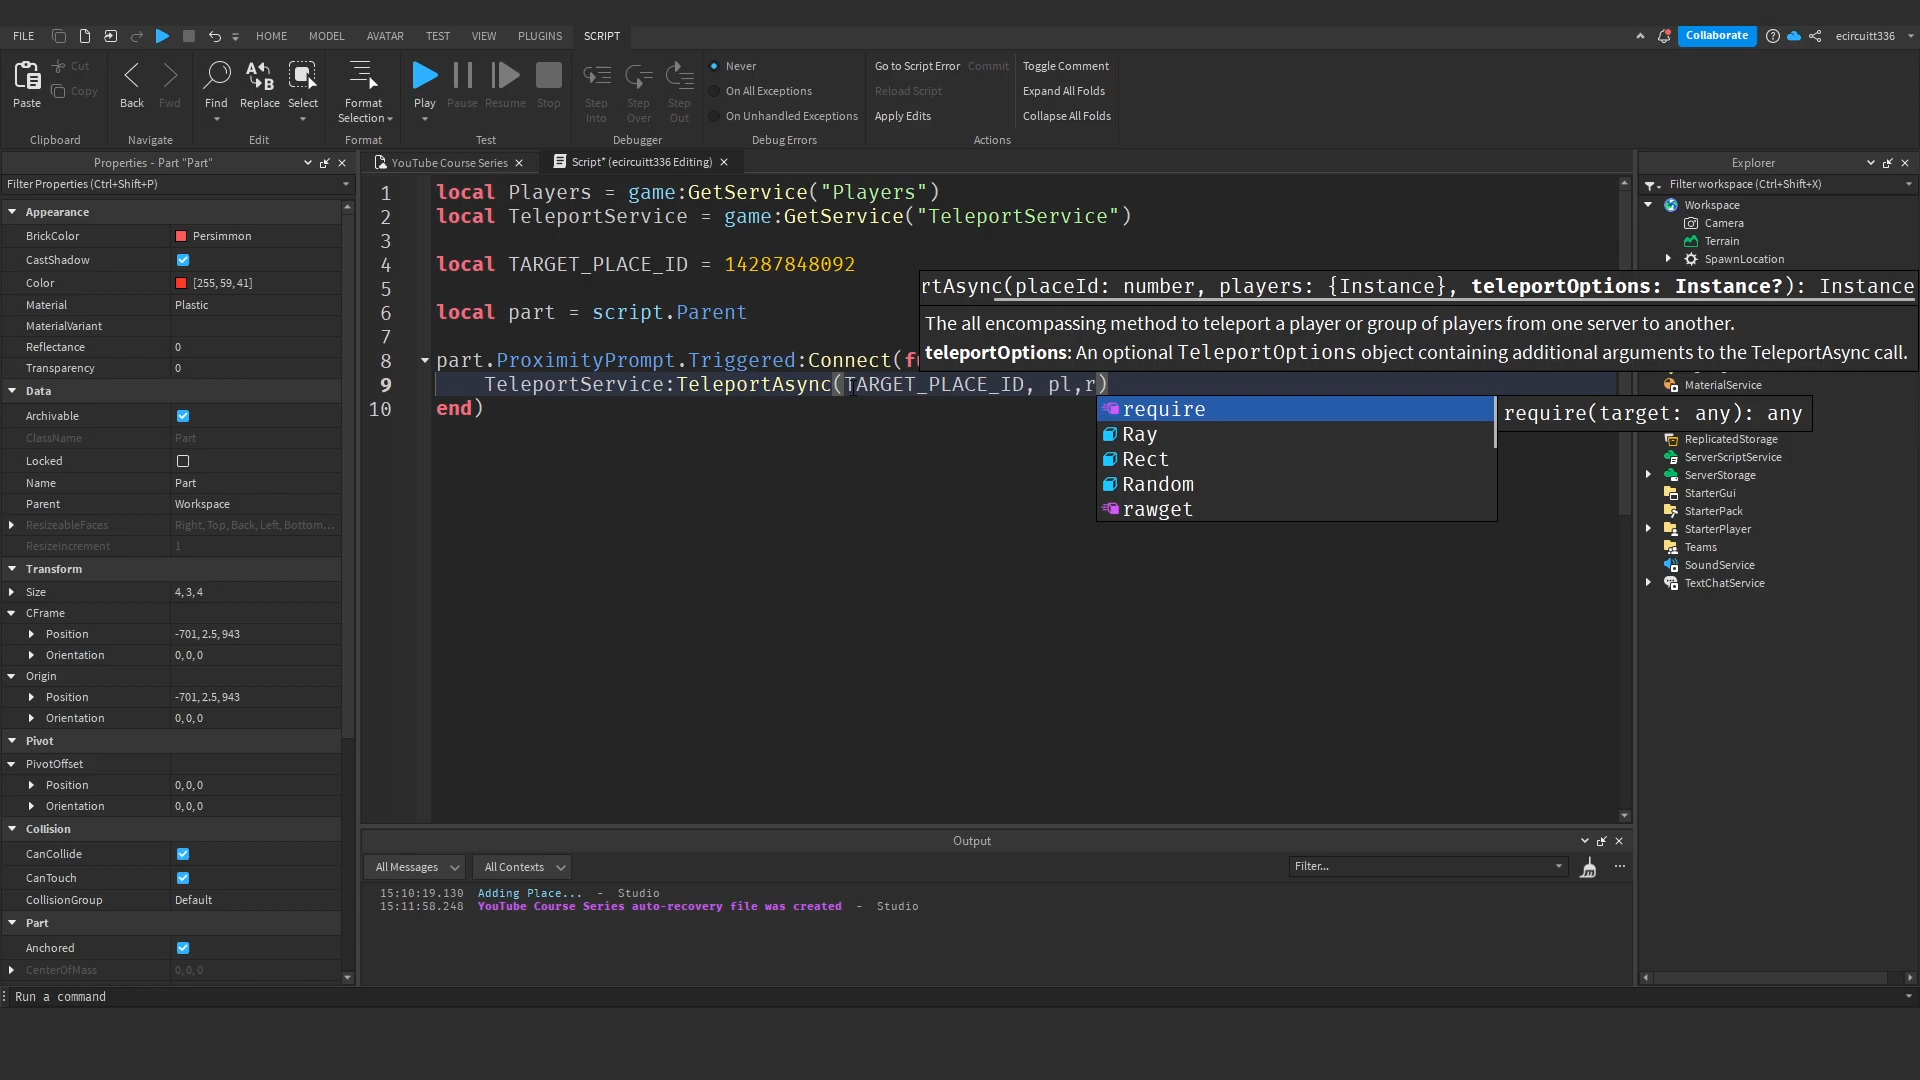 FILE HOME MODEL AVATAR TEST VIEW PLUGINS SCRIPT Collaborate ecircuitt336
Paste Cut Copy Back Fwd Find Replace Select Format Selection Play Pause Resume Stop Step Into Step Over Step Out
Never
On All Exceptions
On Unhandled Exceptions
Go to Script Error Commit
Reload Script
Apply Edits
Toggle Comment
Expand All Folds
Collapse All Folds
Clipboard Navigate Edit Format Test Debugger Debug Errors Actions
Properties - Part "Part"
Filter Properties (Ctrl+Shift+P)
Appearance
BrickColor Persimmon
CastShadow
Color [255, 59, 41]
Material Plastic
MaterialVariant
Reflectance 0
Transparency 0
Data
Archivable
ClassName Part
Locked
Name Part
Parent Workspace
ResizeableFaces Right, Top, Back, Left, Bottom...
ResizeIncrement 1
Transform
Size 4, 3, 4
CFrame
Position -701, 2.5, 943
Orientation 0, 0, 0
Origin
Position -701, 2.5, 943
Orientation 0, 0, 0
Pivot
PivotOffset
Position 0, 0, 0
Orientation 0, 0, 0
Collision
CanCollide
CanTouch
CollisionGroup Default
Part
Anchored
CenterOfMass 0, 0, 0
YouTube Course Series Script* (ecircuitt336 Editing)
1 local Players = game:GetService("Players")
2 local TeleportService = game:GetService("TeleportService")
3
4 local TARGET_PLACE_ID = 14287848092
5
6 local part = script.Parent
7
8 part.ProximityPrompt.Triggered:Connect(fu
9 TeleportService:TeleportAsync(TARGET_PLACE_ID, pl,r)
10 end)
rtAsync(placeId: number, players: {Instance}, teleportOptions: Instance?): Instance
The all encompassing method to teleport a player or group of players from one server to another.
teleportOptions: An optional TeleportOptions object containing additional arguments to the TeleportAsync call.
require
Ray
Rect
Random
rawget
require(target: any): any
Output
All Messages All Contexts Filter...
15:10:19.130 Adding Place... - Studio
15:11:58.248 YouTube Course Series auto-recovery file was created - Studio
Explorer
Filter workspace (Ctrl+Shift+X)
Workspace
Camera
Terrain
SpawnLocation
MaterialService
ReplicatedStorage
ServerScriptService
ServerStorage
StarterGui
StarterPack
StarterPlayer
Teams
SoundService
TextChatService
Run a command